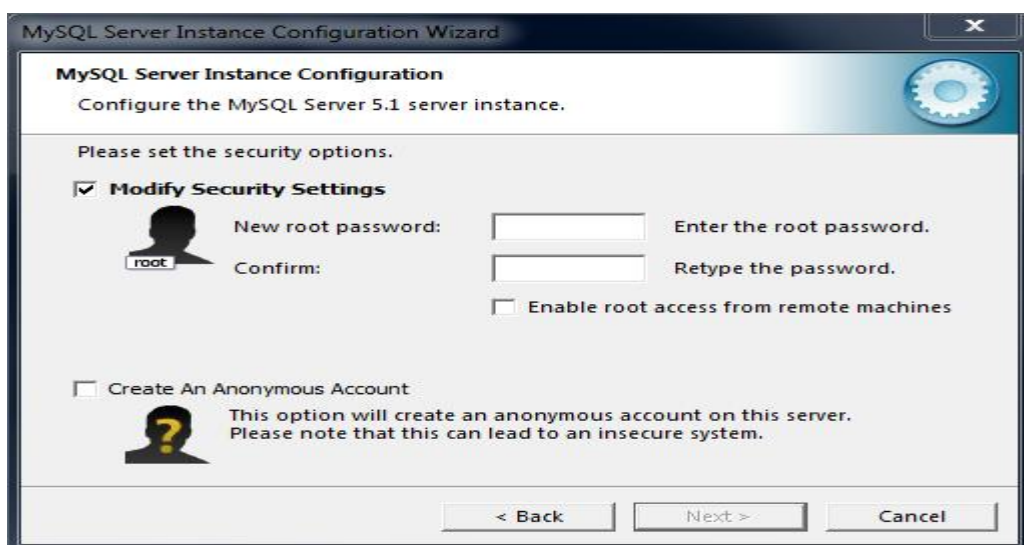 MySQL Server Instance Configuration Wizard
x
MySQL Server Instance Configuration
Configure the MySQL Server 5.1 server instance.
Please set the security options.
Modify Security Settings
New root password: Enter the root password.
root
Confirm: Retype the password.
Enable root access from remote machines
Create An Anonymous Account
This option will create an anonymous account on this server.
?
Please note that this can lead to an insecure system.
< Back Next > Cancel